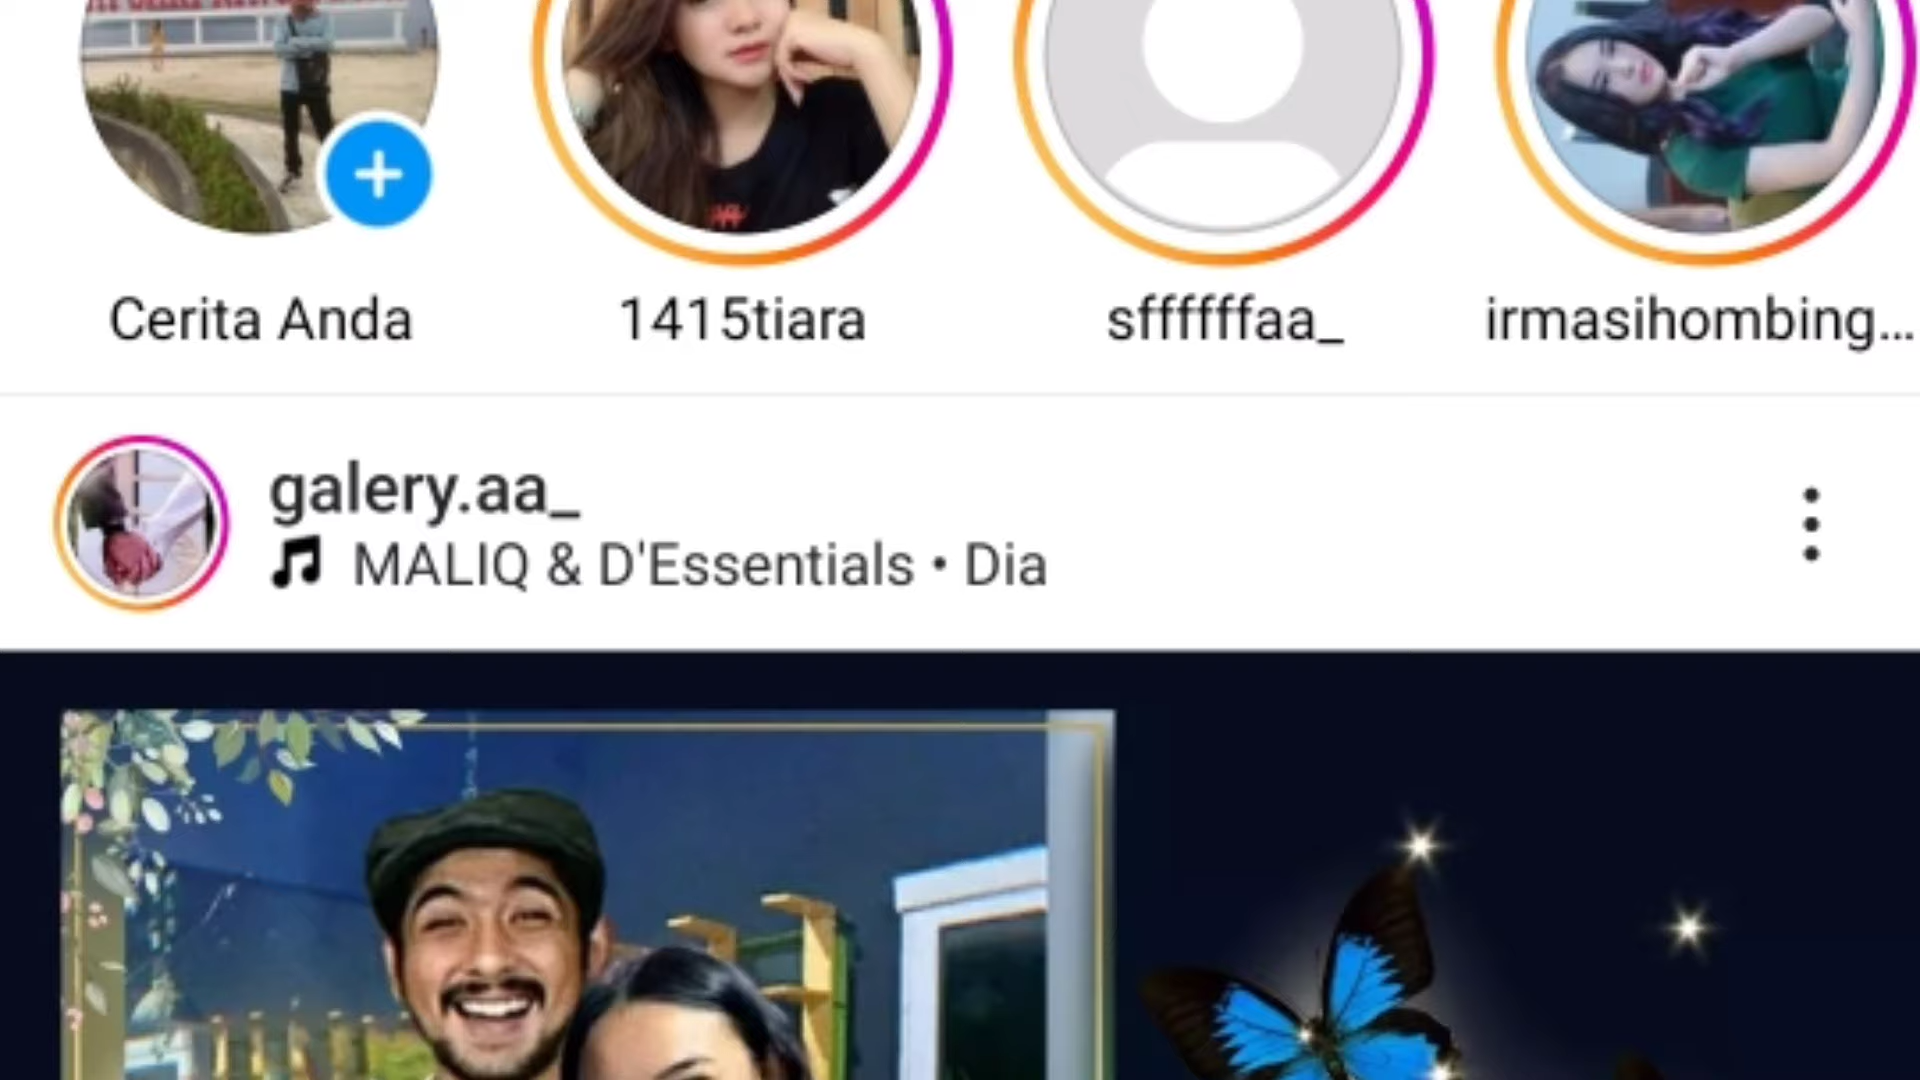 Cerita Anda
1415tiara
sffffffaa_
irmasihombing...
galery.aa_
MALIQ & D'Essentials • Dia